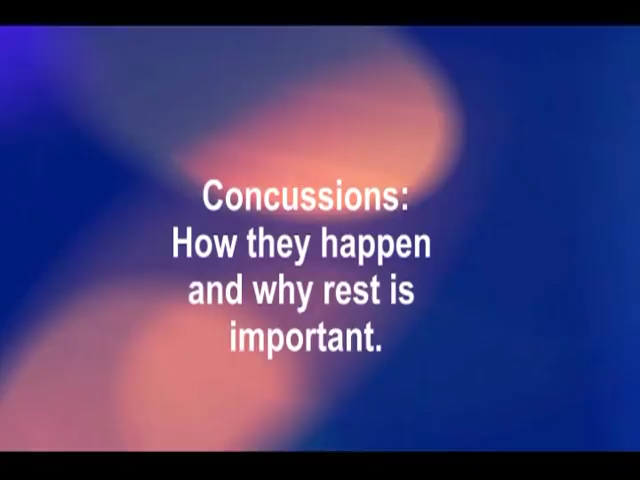 Concussions:
How they happen
and why rest is
important.